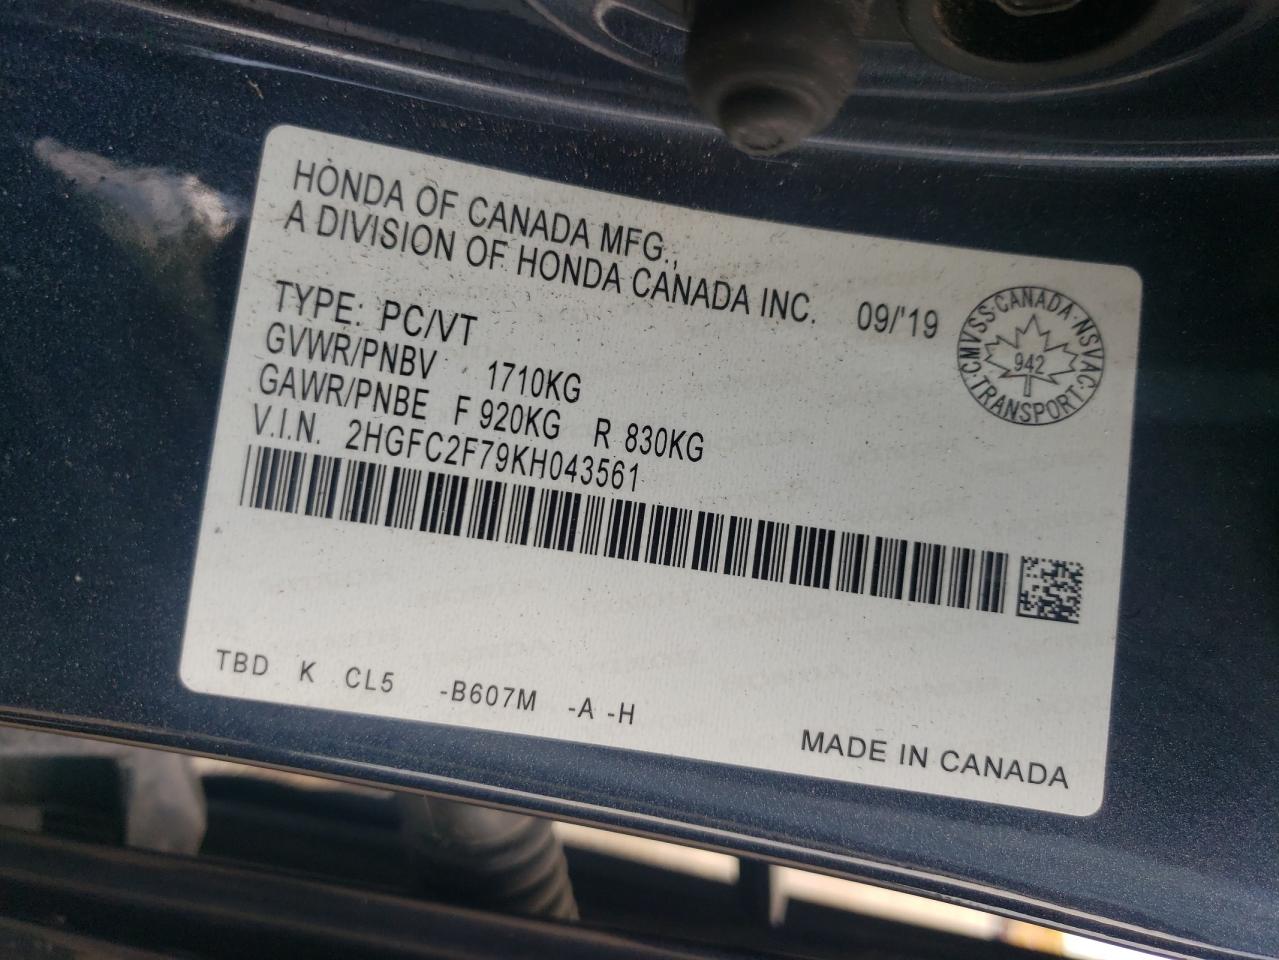 HONDA OF CANADA MFG.,
A DIVISION OF HONDA CANADA INC. 09/'19
TYPE: PC/VT
GVWR/PNBV 1710KG
GAWR/PNBE F 920KG R 830KG
V.I.N. 2HGFC2F79KH043561
CMVSS·CANADA·NSVAC·TRANSPORT·
942
TBD K CL5 -B607M -A -H
MADE IN CANADA